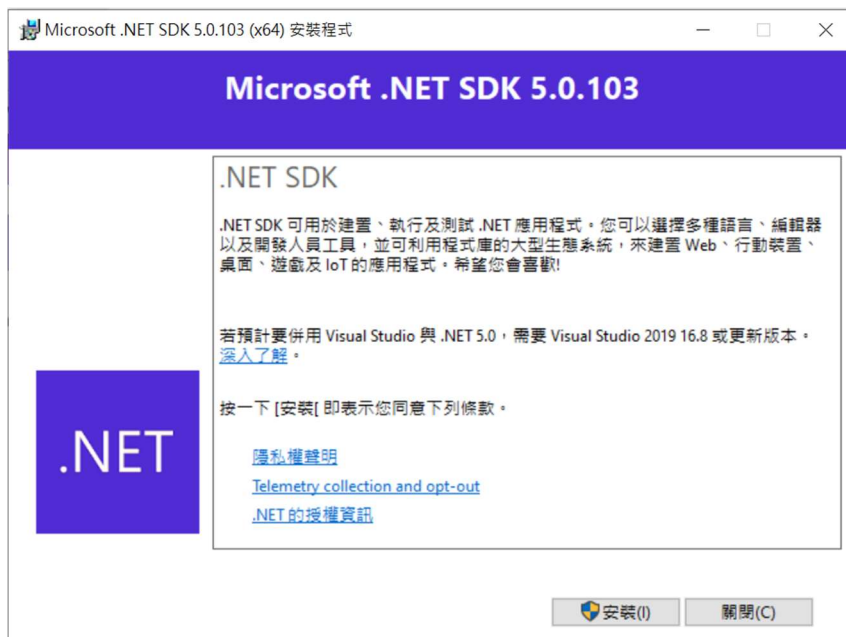 Microsoft .NET SDK 5.0.103 (x64) 安裝程式
Microsoft .NET SDK 5.0.103
.NET SDK
.NET SDK 可用於建置、執行及測試 .NET 應用程式。您可以選擇多種語言、編輯器
以及開發人員工具，並可利用程式庫的大型生態系統，來建置 Web、行動裝置、
桌面、遊戲及 IoT 的應用程式。希望您會喜歡!
若預計要併用 Visual Studio 與 .NET 5.0，需要 Visual Studio 2019 16.8 或更新版本。
深入了解。
按一下 [安裝[ 即表示您同意下列條款。
.NET
隱私權聲明
Telemetry collection and opt-out
.NET 的授權資訊
安裝(I)
關閉(C)